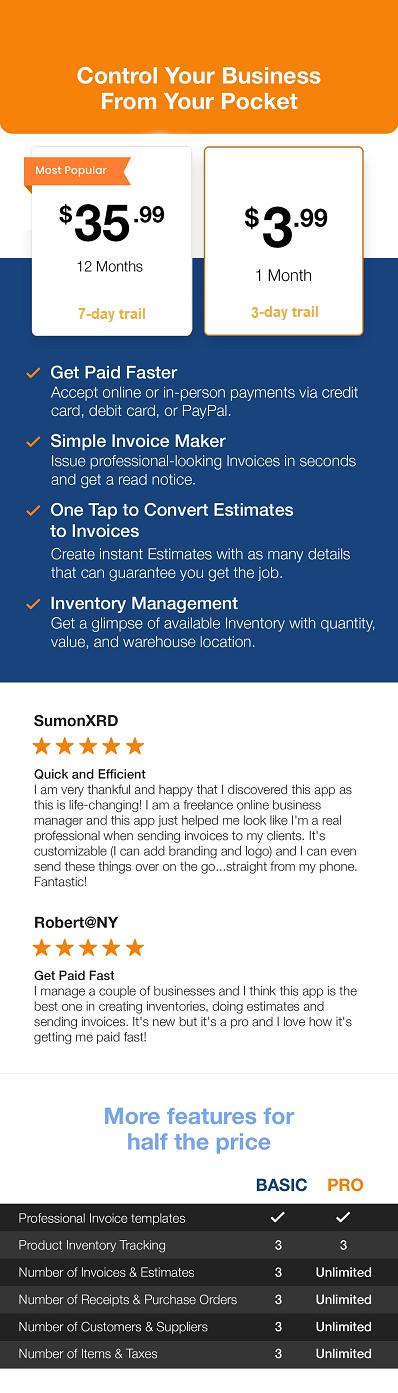 Control Your Business
From Your Pocket
Most Popular
$35.99
12 Months
7-day trail
$3.99
1 Month
3-day trail
Get Paid Faster
Accept online or in-person payments via credit
card, debit card, or PayPal.
Simple Invoice Maker
Issue professional-looking Invoices in seconds
and get a read notice.
One Tap to Convert Estimates
to Invoices
Create instant Estimates with as many details
that can guarantee you get the job.
Inventory Management
Get a glimpse of available Inventory with quantity,
value, and warehouse location.
SumonXRD
Quick and Efficient
I am very thankful and happy that I discovered this app as
this is life-changing! I am a freelance online business
manager and this app just helped me look like I'm a real
professional when sending invoices to my clients. It's
customizable (I can add branding and logo) and I can even
send these things over on the go...straight from my phone.
Fantastic!
Robert@NY
Get Paid Fast
I manage a couple of businesses and I think this app is the
best one in creating inventories, doing estimates and
sending invoices. It's new but it's a pro and I love how it's
getting me paid fast!
More features for
half the price
BASIC PRO
Professional Invoice templates
Product Inventory Tracking 3 3
Number of Invoices & Estimates 3 Unlimited
Number of Receipts & Purchase Orders 3 Unlimited
Number of Customers & Suppliers 3 Unlimited
Number of Items & Taxes 3 Unlimited